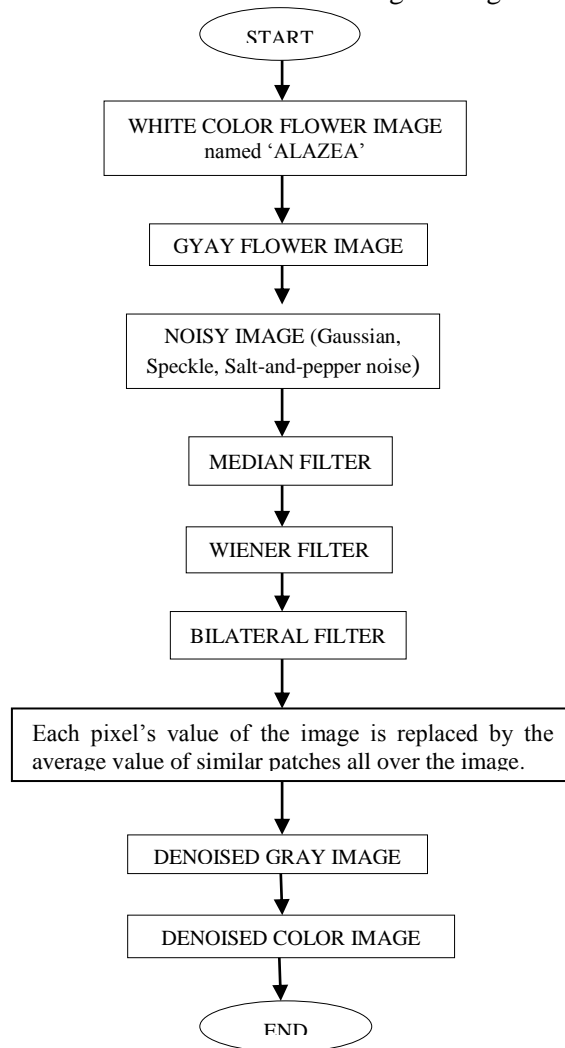 START
WHITE COLOR FLOWER IMAGE
named ‘ALAZEA’
GYAY FLOWER IMAGE
NOISY IMAGE (Gaussian,
Speckle, Salt-and-pepper noise)
MEDIAN FILTER
WIENER FILTER
BILATERAL FILTER
Each pixel’s value of the image is replaced by the
average value of similar patches all over the image.
DENOISED GRAY IMAGE
DENOISED COLOR IMAGE
END